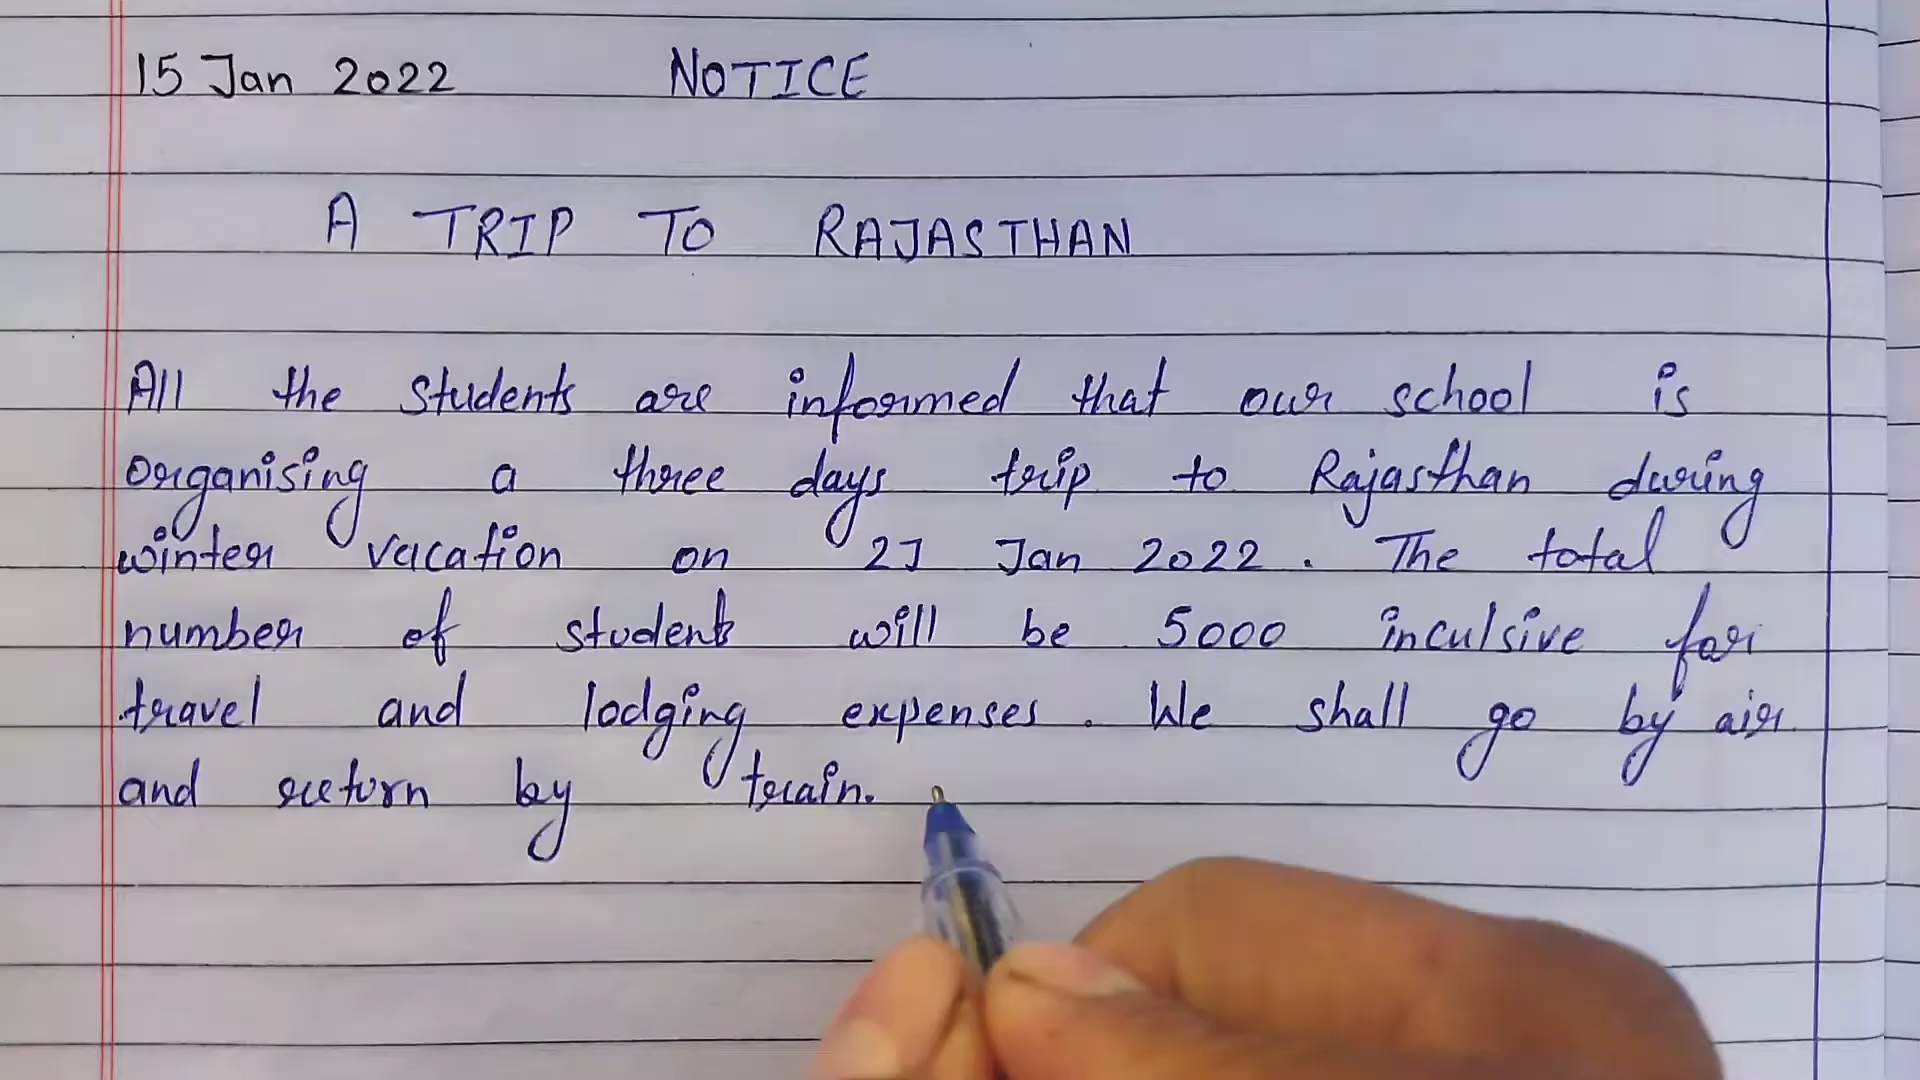 15 Jan 2022 NOTICE
A TRIP TO RAJASTHAN
All the students are informed that our school is
organising a three days trip to Rajasthan during
winter vacation on 2J Jan 2022. The total
number of students will be 5000 inculsive for
travel and lodging expenses. We shall go by air
and return by train.